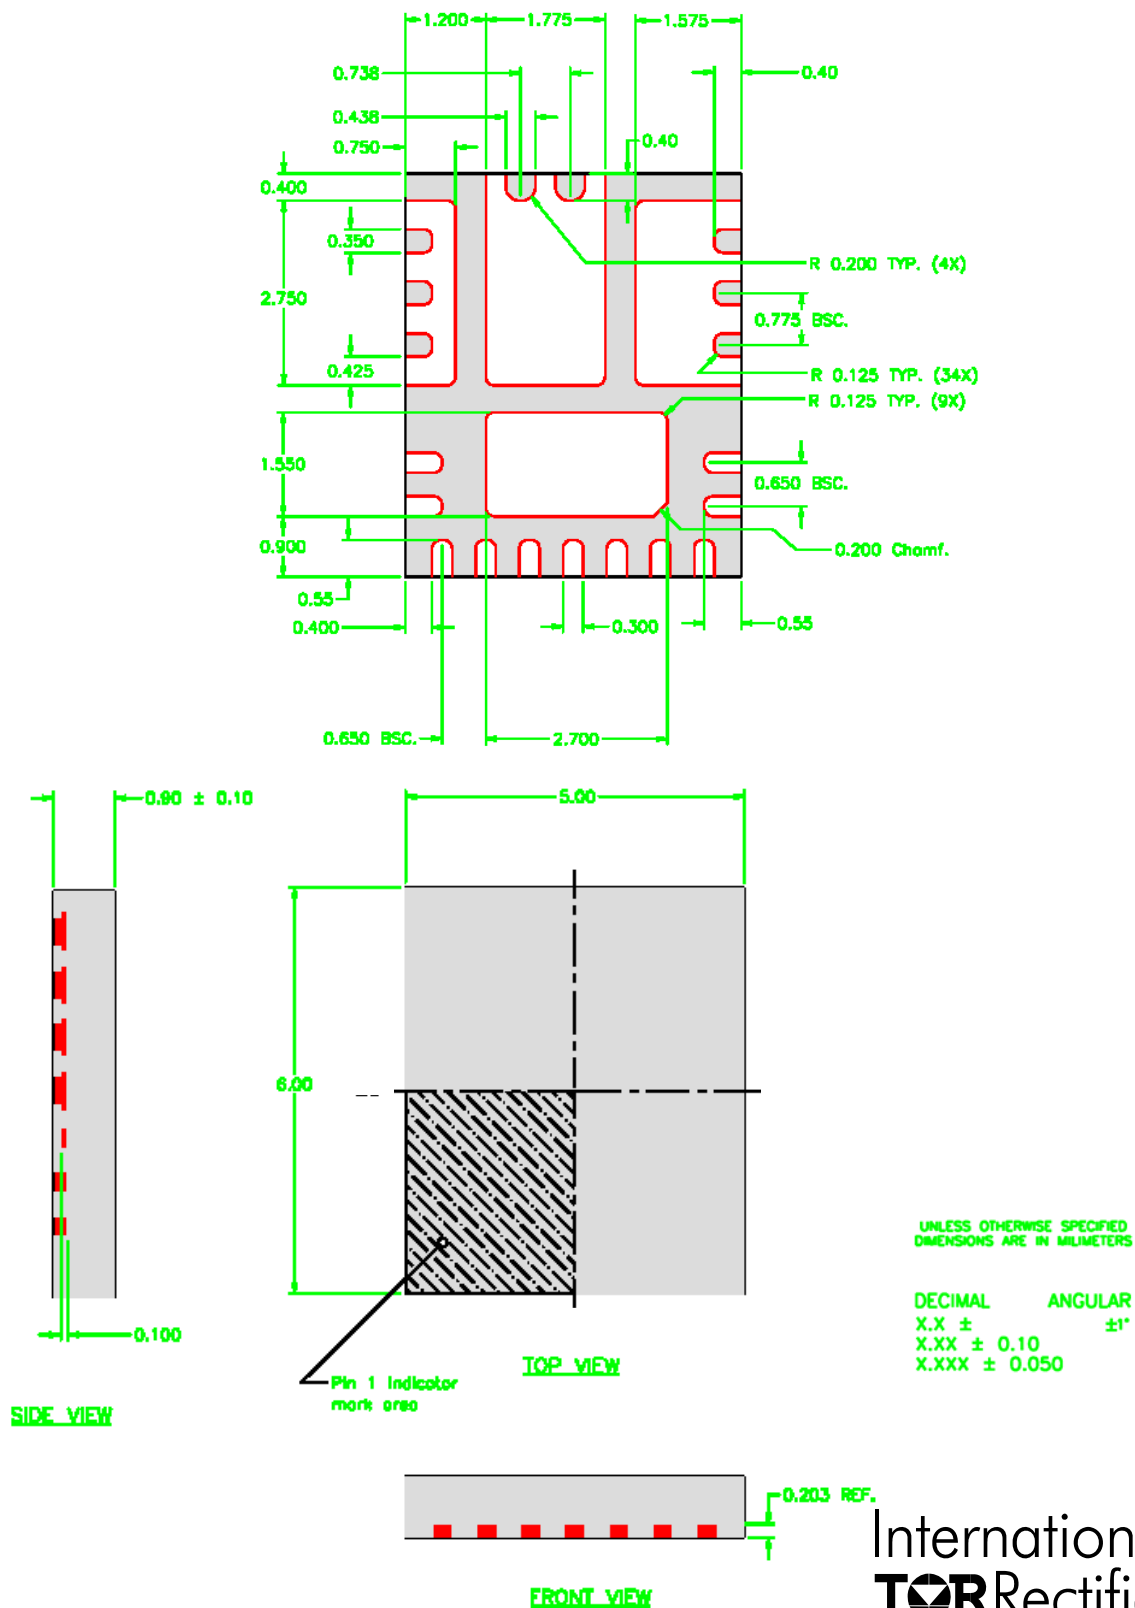 1.200 1.775 1.575
0.738 0.40
0.438
0.750 0.40
0.400
0.350
R 0.200 TYP. (4X)
2.750
0.775 BSC.
0.425 R 0.125 TYP. (34X)
R 0.125 TYP. (9X)
1.550
0.650 BSC.
0.900 0.200 Chamf.
0.55
0.400 0.300 0.55
0.650 BSC. 2.700
0.90 ± 0.10 5.00
6.00
UNLESS OTHERWISE SPECIFIED
DIMENSIONS ARE IN MILIMETERS
DECIMAL ANGULAR
X.X ± ±1°
X.XX ± 0.10
X.XXX ± 0.050
0.100
TOP VIEW
Pin 1 indicator
mark area
SIDE VIEW
0.203 REF.
FRONT VIEW
Internation
IOR Rectifi